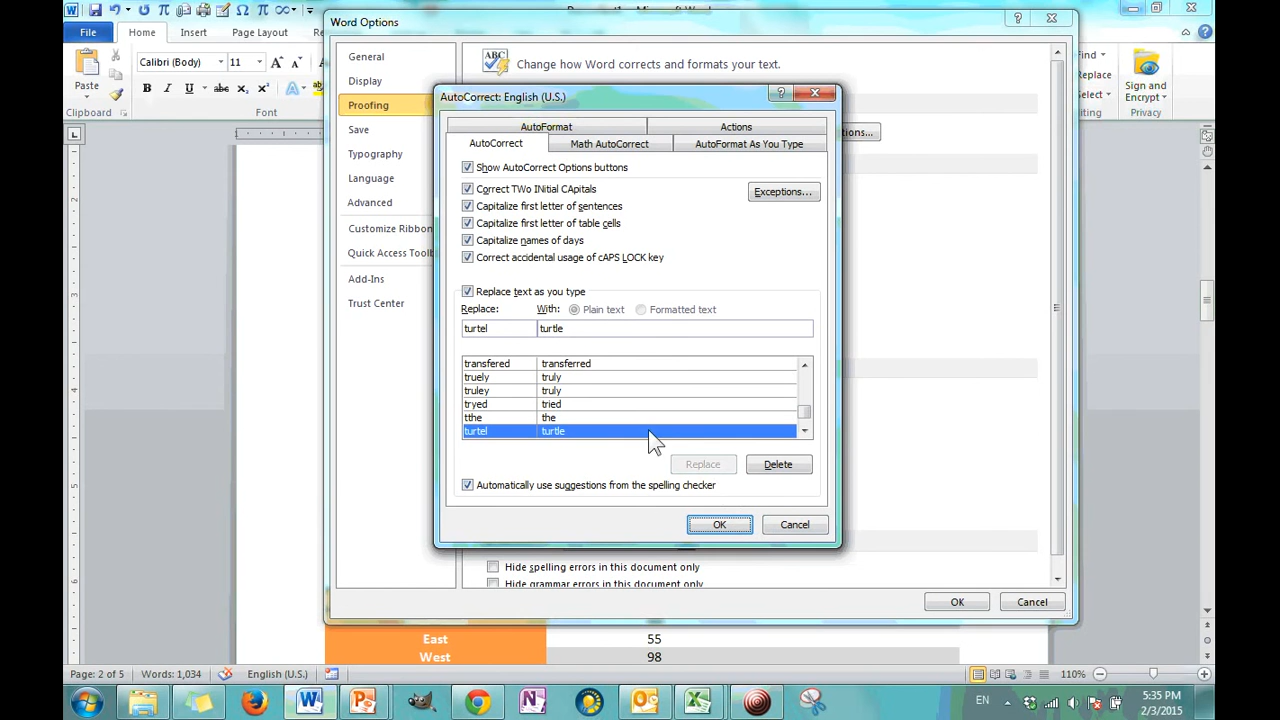 Word Options
File
Home
Insert
Page Layout
Calibri (Body)
11
Paste
Clipboard
Font
Find
Replace
Select
Sign and
Encrypt
Privacy
General
Display
Proofing
Save
Typography
Language
Advanced
Customize Ribbon
Quick Access Toolb
Add-Ins
Trust Center
ABC
Change how Word corrects and formats your text.
AutoCorrect: English (U.S.)
AutoFormat
Actions
AutoCorrect
Math AutoCorrect
AutoFormat As You Type
Show AutoCorrect Options buttons
Correct TWo INitial CApitals
Exceptions...
Capitalize first letter of sentences
Capitalize first letter of table cells
Capitalize names of days
Correct accidental usage of cAPS LOCK key
Replace text as you type
Replace: With: Plain text Formatted text
turtel turtle
transfered transferred
truely truly
truley truly
tryed tried
tthe the
turtel turtle
Replace Delete
Automatically use suggestions from the spelling checker
OK Cancel
Hide spelling errors in this document only
Hide grammar errors in this document only
OK Cancel
East 55
West 98
Page: 2 of 5 Words: 1,034 English (U.S.) 110%
EN
5:35 PM
2/3/2015